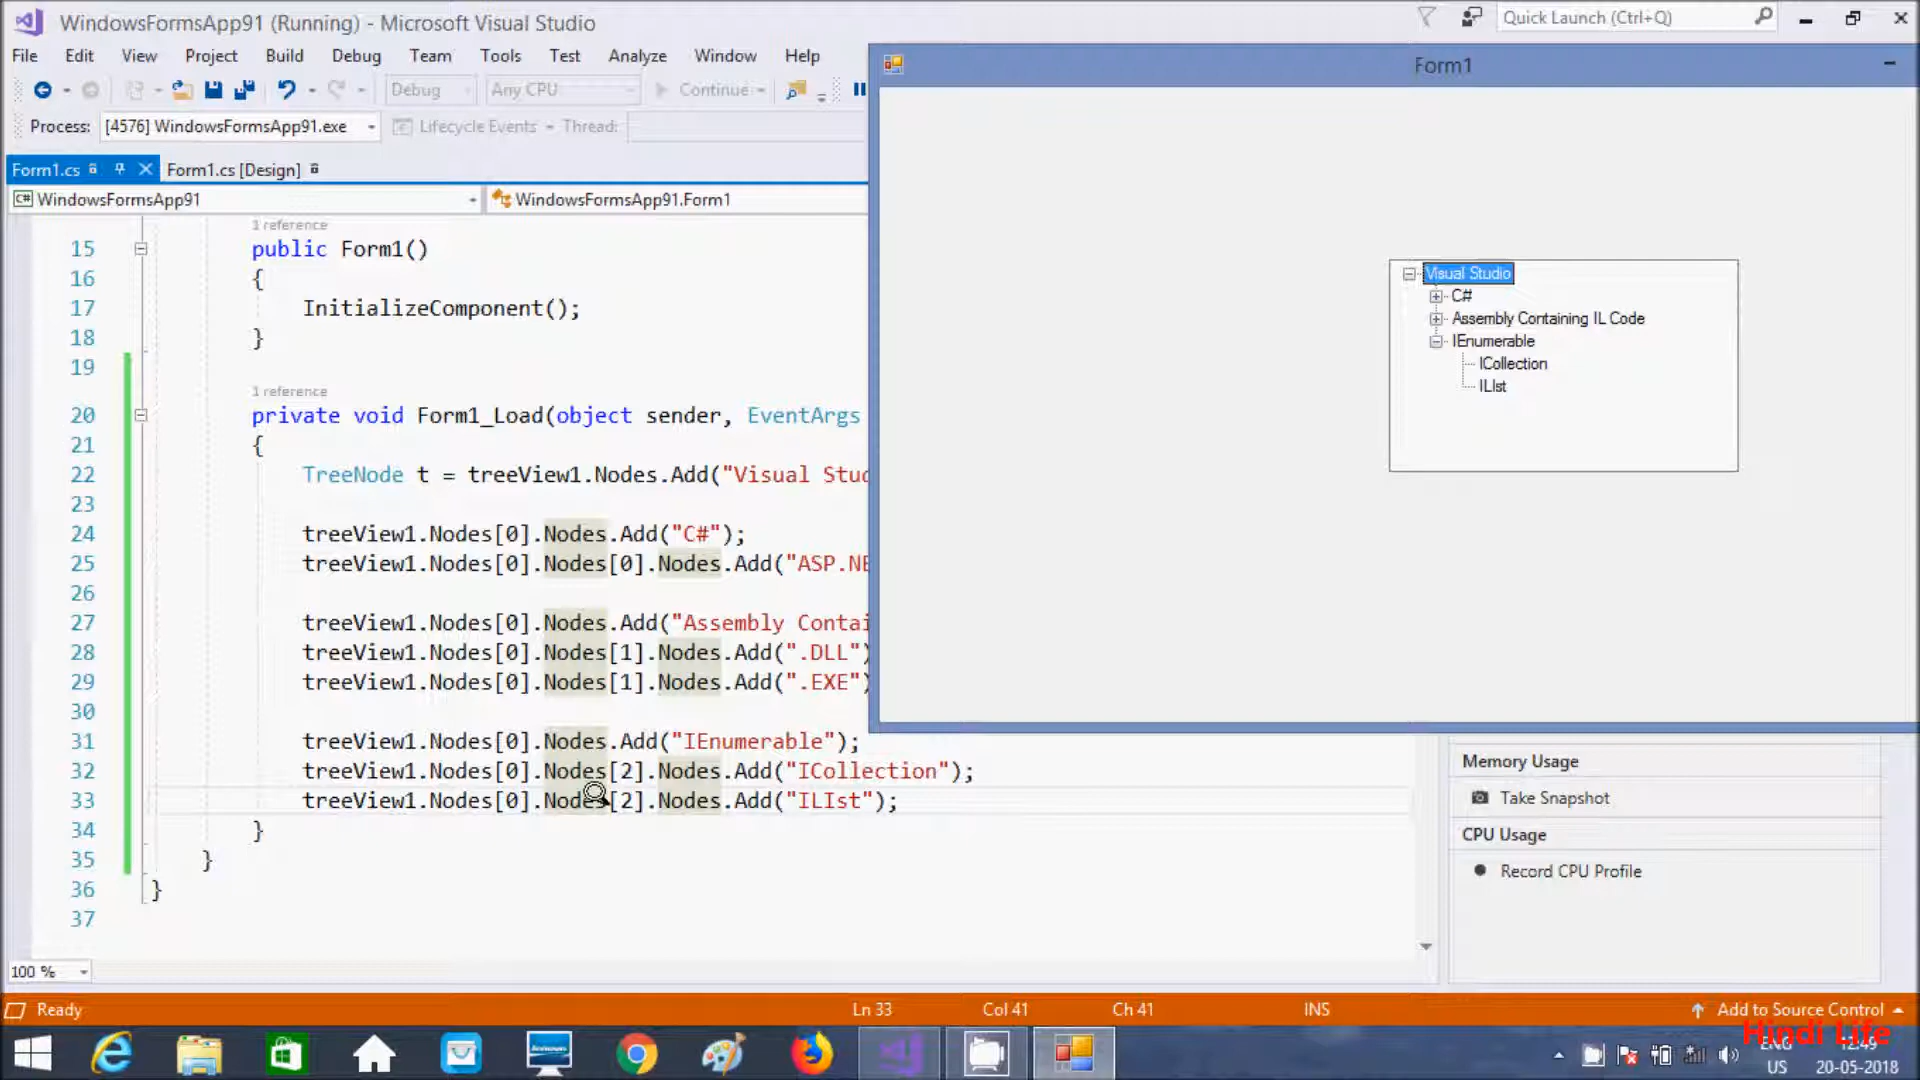 WindowsFormsApp91 (Running) - Microsoft Visual Studio
Quick Launch (Ctrl+Q)
File Edit View Project Build Debug Team Tools Test Analyze Window Help
Debug Any CPU Continue
Process: [4576] WindowsFormsApp91.exe Lifecycle Events Thread:
Form1.cs Form1.cs [Design]
WindowsFormsApp91 WindowsFormsApp91.Form1
1 reference
15 public Form1()
16 {
17 InitializeComponent();
18 }
19
1 reference
20 private void Form1_Load(object sender, EventArgs
21 {
22 TreeNode t = treeView1.Nodes.Add("Visual Stud
23
24 treeView1.Nodes[0].Nodes.Add("C#");
25 treeView1.Nodes[0].Nodes[0].Nodes.Add("ASP.NE
26
27 treeView1.Nodes[0].Nodes.Add("Assembly Contai
28 treeView1.Nodes[0].Nodes[1].Nodes.Add(".DLL")
29 treeView1.Nodes[0].Nodes[1].Nodes.Add(".EXE")
30
31 treeView1.Nodes[0].Nodes.Add("IEnumerable");
32 treeView1.Nodes[0].Nodes[2].Nodes.Add("ICollection");
33 treeView1.Nodes[0].Nodes[2].Nodes.Add("ILIst");
34 }
35 }
36 }
37
100 %
Form1
Visual Studio
C#
Assembly Containing IL Code
IEnumerable
ICollection
ILIst
Memory Usage
Take Snapshot
CPU Usage
Record CPU Profile
Ready Ln 33 Col 41 Ch 41 INS Add to Source Control
Hindi Life
ENG 12:49
US 20-05-2018